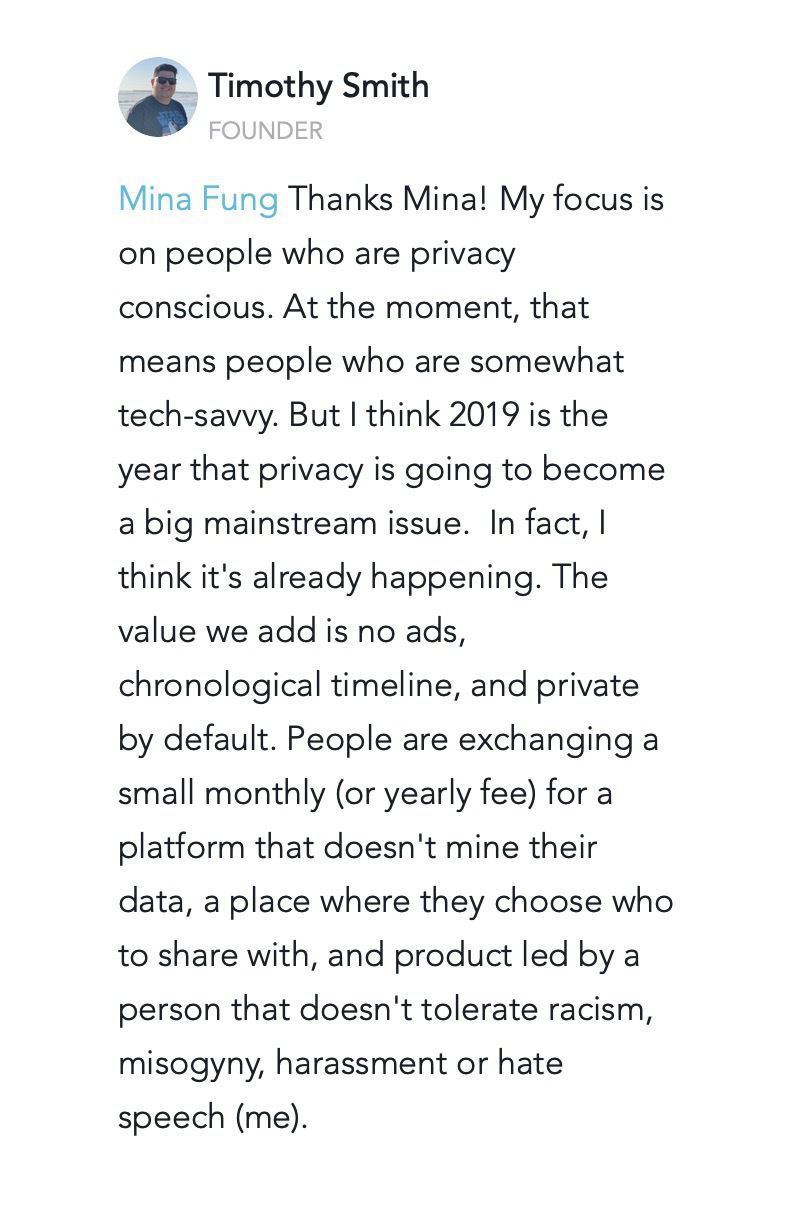 Timothy Smith
FOUNDER
Mina Fung Thanks Mina! My focus is
on people who are privacy
conscious. At the moment, that
means people who are somewhat
tech-savvy. But I think 2019 is the
year that privacy is going to become
a big mainstream issue.  In fact, I
think it's already happening. The
value we add is no ads,
chronological timeline, and private
by default. People are exchanging a
small monthly (or yearly fee) for a
platform that doesn't mine their
data, a place where they choose who
to share with, and product led by a
person that doesn't tolerate racism,
misogyny, harassment or hate
speech (me).